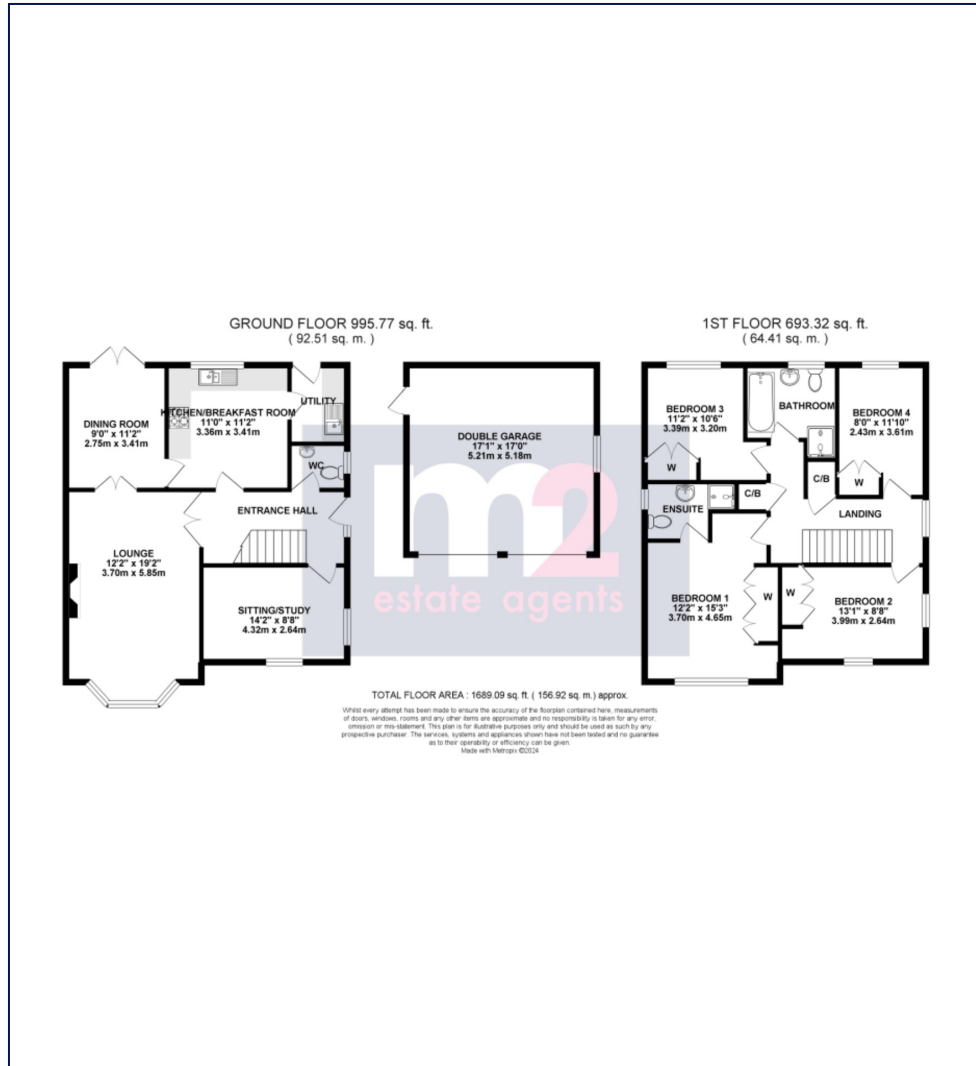 GROUND FLOOR 995.77 sq. ft.
( 92.51 sq. m. )
1ST FLOOR 693.32 sq. ft.
( 64.41 sq. m. )
DINING ROOM
9'0" x 11'2"
2.75m x 3.41m
KITCHEN/BREAKFAST ROOM
11'0" x 11'2"
3.36m x 3.41m
UTILITY
WC
ENTRANCE HALL
LOUNGE
12'2" x 19'2"
3.70m x 5.85m
SITTING/STUDY
14'2" x 8'8"
4.32m x 2.64m
DOUBLE GARAGE
17'1" x 17'0"
5.21m x 5.18m
BEDROOM 3
11'2" x 10'6"
3.39m x 3.20m
W
BATHROOM
BEDROOM 4
8'0" x 11'10"
2.43m x 3.61m
W
C/B
C/B
ENSUITE
LANDING
BEDROOM 1
12'2" x 15'3"
3.70m x 4.65m
W
W
BEDROOM 2
13'1" x 8'8"
3.99m x 2.64m
m2
estate agents
TOTAL FLOOR AREA : 1689.09 sq. ft. ( 156.92 sq. m. ) approx.
Whilst every attempt has been made to ensure the accuracy of the floorplan contained here, measurements
of doors, windows, rooms and any other items are approximate and no responsibility is taken for any error,
omission or mis-statement. This plan is for illustrative purposes only and should be used as such by any
prospective purchaser. The services, systems and appliances shown have not been tested and no guarantee
as to their operability or efficiency can be given.
Made with Metropix ©2024